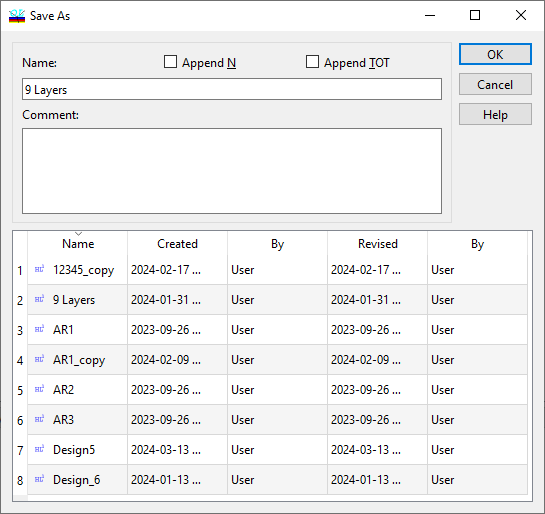 Save As
Name: Append N Append TOT OK
9 Layers Cancel
Comment: Help
Name Created By Revised By
1 12345_copy 2024-02-17 ... User 2024-02-17 ... User
2 9 Layers 2024-01-31 ... User 2024-01-31 ... User
3 AR1 2023-09-26 ... User 2023-09-26 ... User
4 AR1_copy 2024-02-09 ... User 2024-02-09 ... User
5 AR2 2023-09-26 ... User 2023-09-26 ... User
6 AR3 2023-09-26 ... User 2023-09-26 ... User
7 Design5 2024-03-13 ... User 2024-03-13 ... User
8 Design_6 2024-01-13 ... User 2024-01-13 ... User